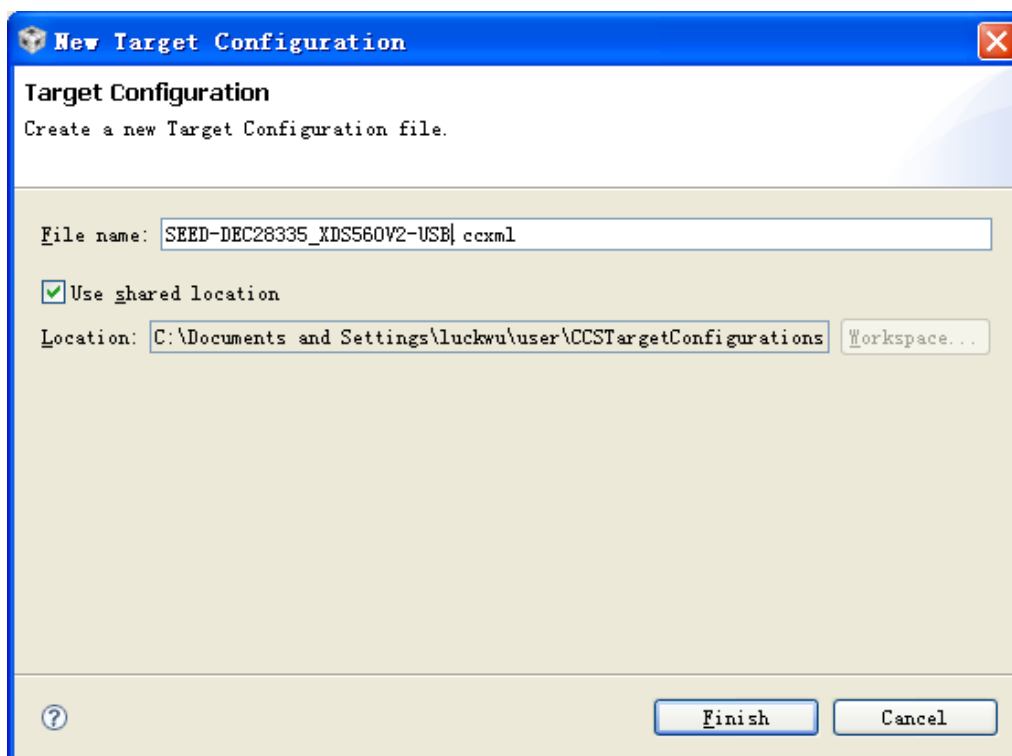 New Target Configuration
Target Configuration
Create a new Target Configuration file.
File name: SEED-DEC28335_XDS560V2-USB.ccxml
Use shared location
Location: C:\Documents and Settings\luckwu\user\CCSTargetConfigurations Workspace...
? Finish Cancel